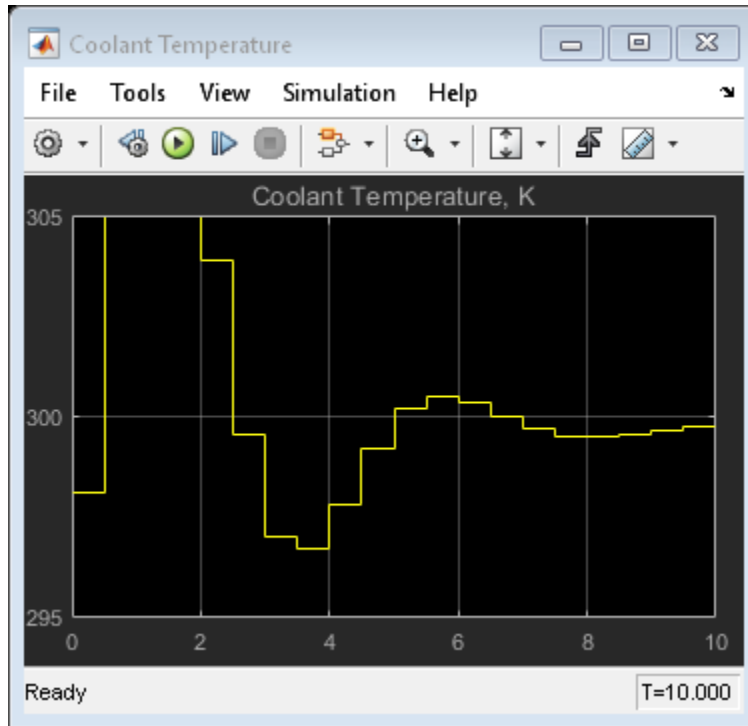 Coolant Temperature
File Tools View Simulation Help
Coolant Temperature, K
305
300
295
0 2 4 6 8 10
Ready T=10.000